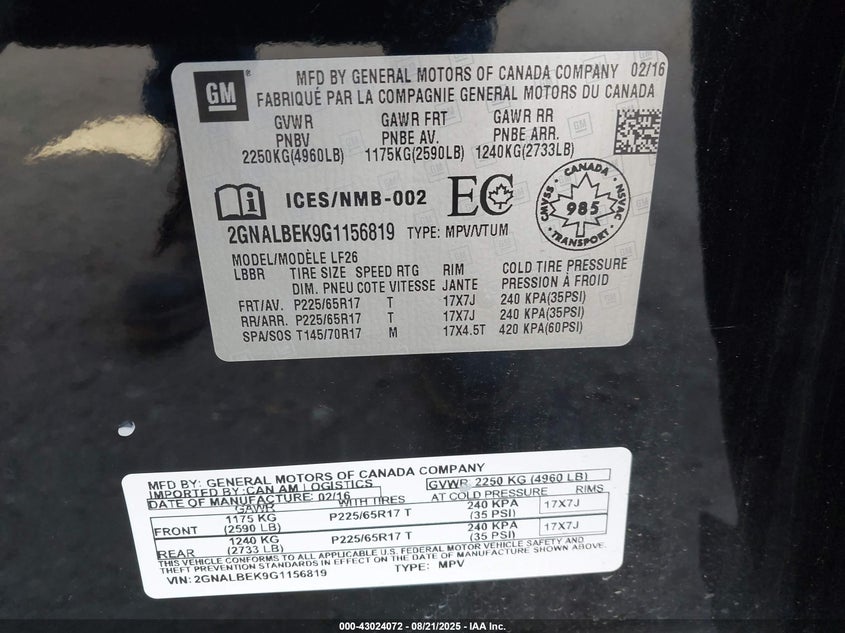 GM
MFD BY GENERAL MOTORS OF CANADA COMPANY 02/16
FABRIQUÉ PAR LA COMPAGNIE GENERAL MOTORS DU CANADA
GVWR GAWR FRT GAWR RR
PNBV PNBE AV. PNBE ARR.
2250KG(4960LB) 1175KG(2590LB) 1240KG(2733LB)
ICES/NMB-002 EC
CANADA
CMVSS 985 NSVAC
TRANSPORT
2GNALBEK9G1156819 TYPE: MPV/VTUM
MODEL/MODÈLE LF26
LBBR TIRE SIZE SPEED RTG RIM COLD TIRE PRESSURE
DIM. PNEU COTE VITESSE JANTE PRESSION À FROID
FRT/AV. P225/65R17 T 17X7J 240 KPA(35PSI)
RR/ARR. P225/65R17 T 17X7J 240 KPA(35PSI)
SPA/SOS T145/70R17 M 17X4.5T 420 KPA(60PSI)
MFD BY: GENERAL MOTORS OF CANADA COMPANY
IMPORTED BY:CAN AM LOGISTICS GVWR 2250 KG (4960 LB)
DATE OF MANUFACTURE: 02/16 AT COLD PRESSURE RIMS
GAWR WITH TIRES
1175 KG P225/65R17 T 240 KPA 17X7J
FRONT (2590 LB) (35 PSI)
1240 KG P225/65R17 T 240 KPA 17X7J
REAR (2733 LB) (35 PSI)
THIS VEHICLE CONFORMS TO ALL APPLICABLE U.S. FEDERAL MOTOR VEHICLE SAFETY AND
THEFT PREVENTION STANDARDS IN EFFECT ON THE DATE OF MANUFACTURE SHOWN ABOVE.
VIN: 2GNALBEK9G1156819 TYPE: MPV
000-43024072 - 08/21/2025 - IAA Inc.